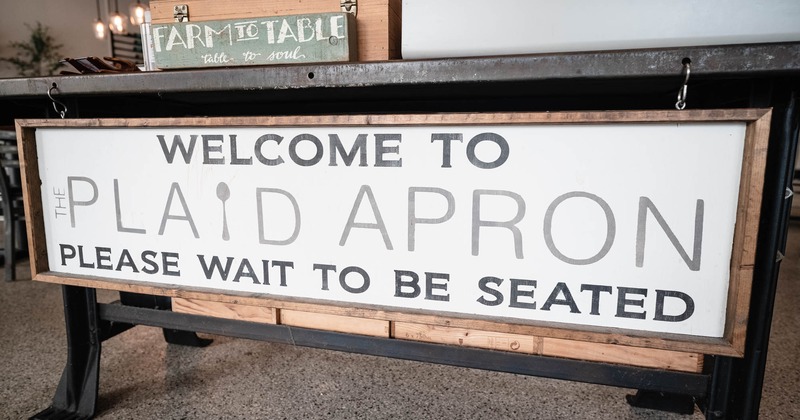 FARM TO TABLE
table to soul
WELCOME TO
THE PLAID APRON
PLEASE WAIT TO BE SEATED